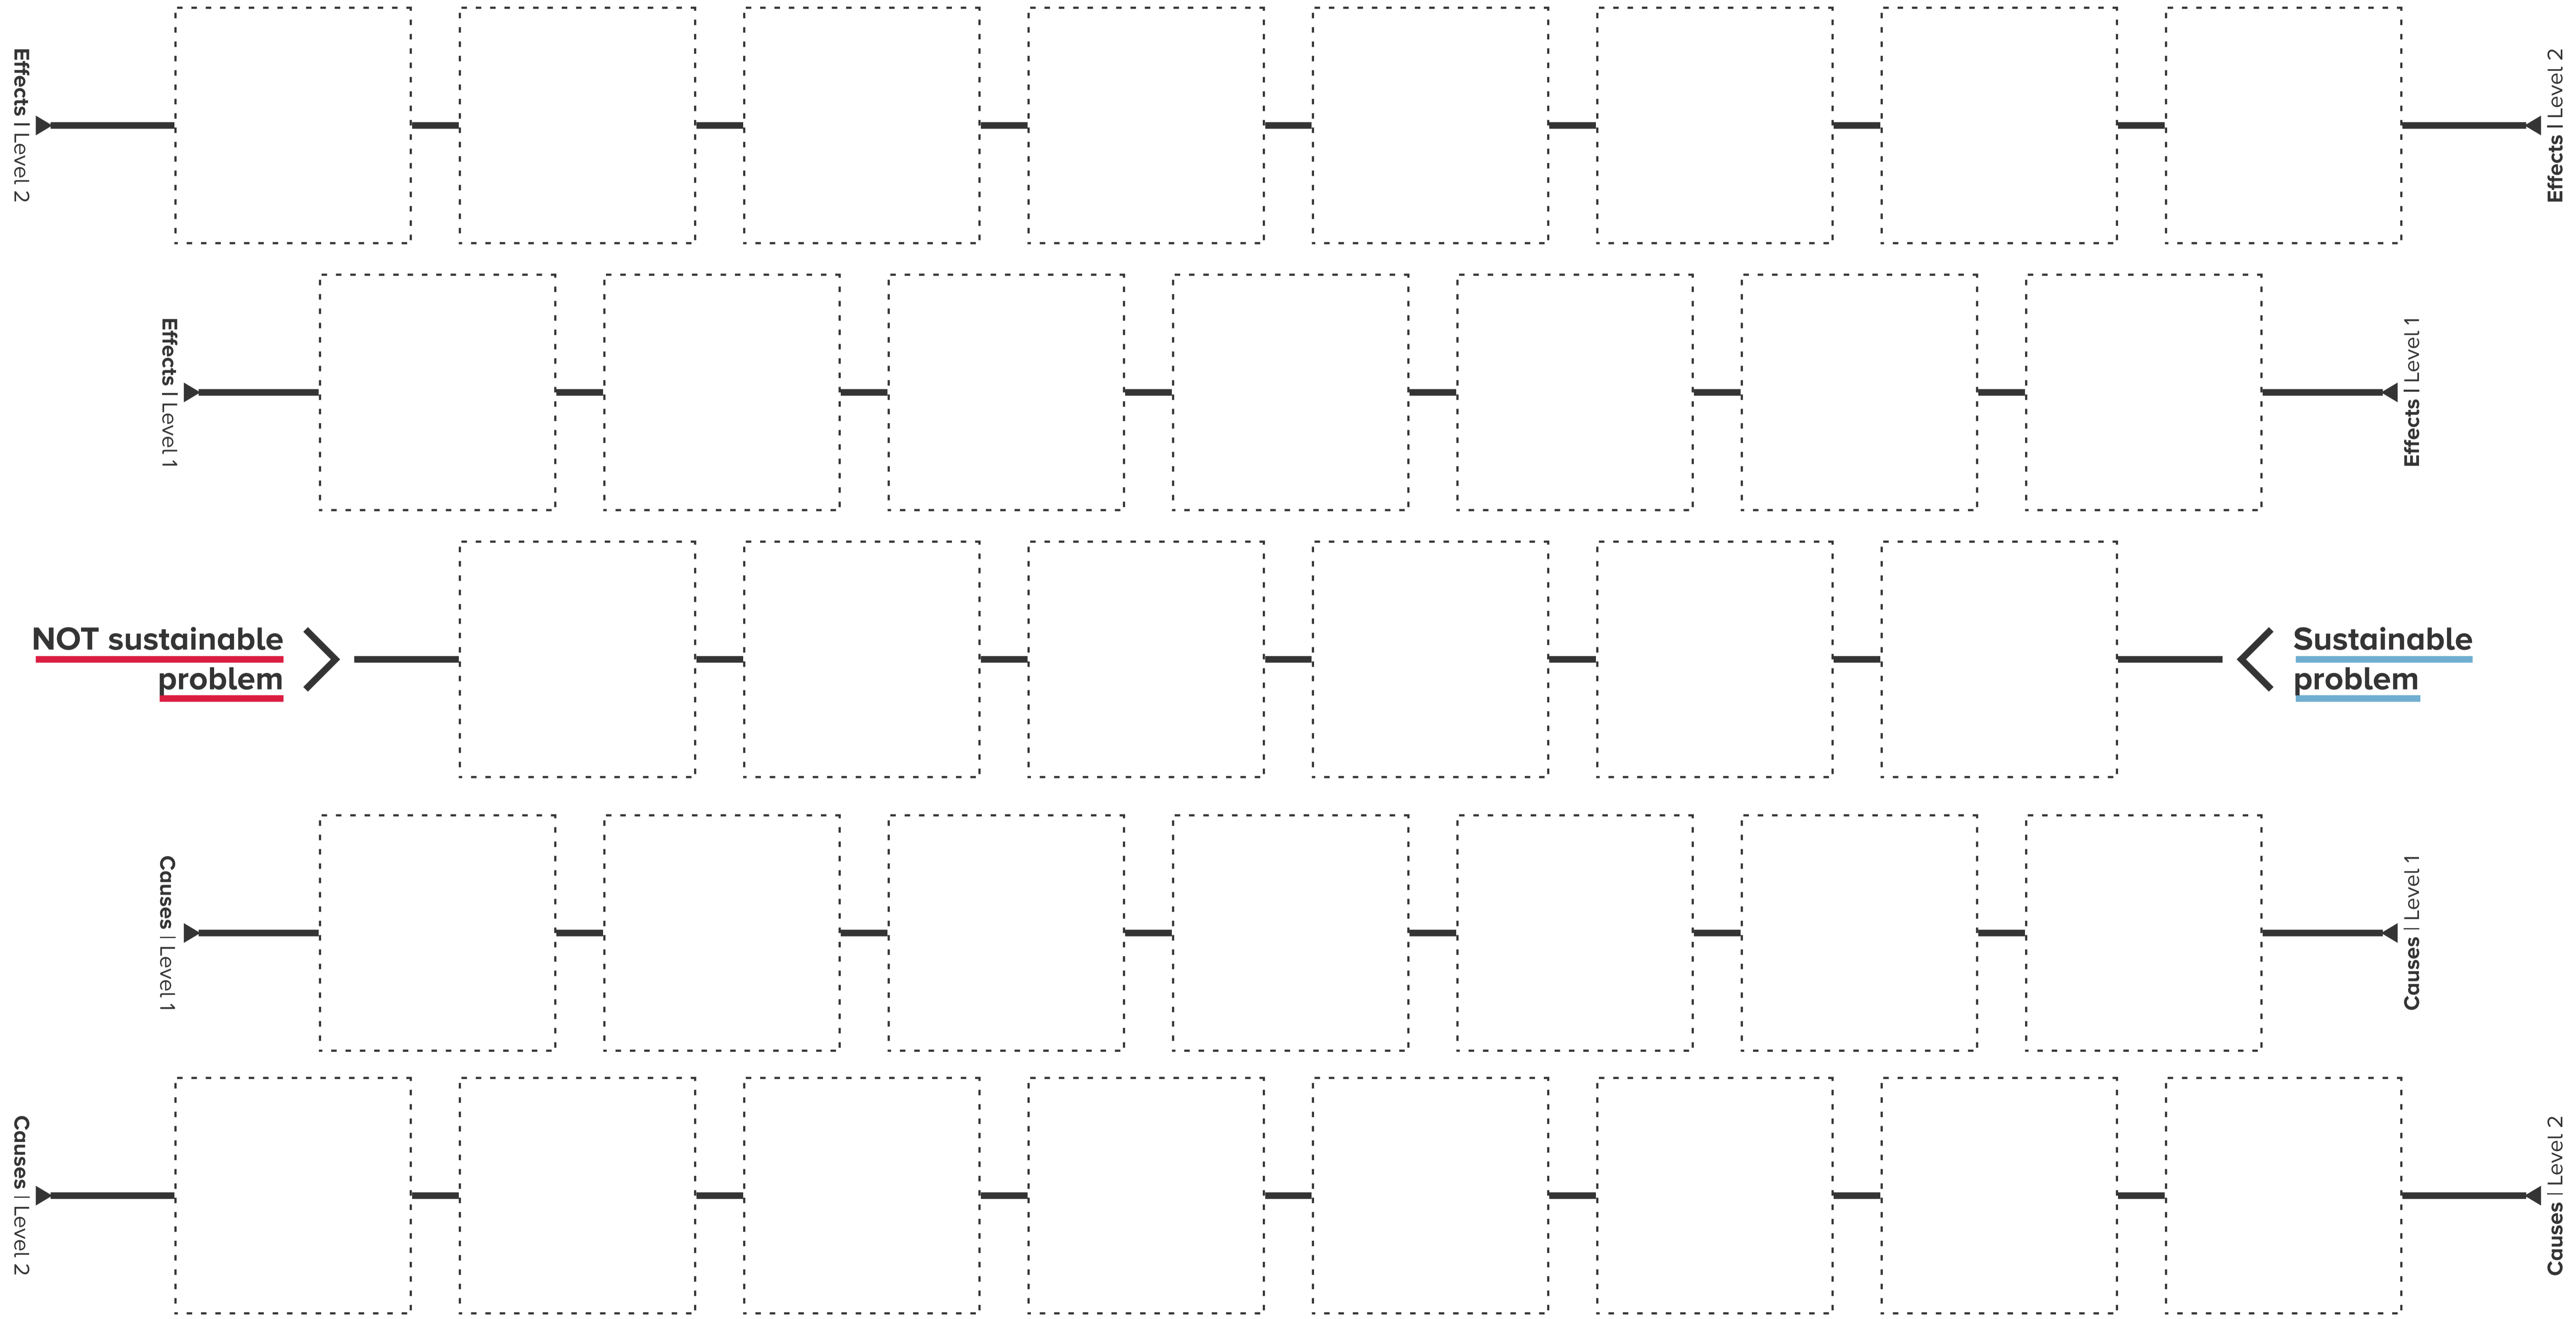 Effects | Level 2
Effects | Level 2
Effects | Level 1
Effects | Level 1
NOT sustainable
problem
Sustainable
problem
Causes | Level 1
Causes | Level 1
Causes | Level 2
Causes | Level 2